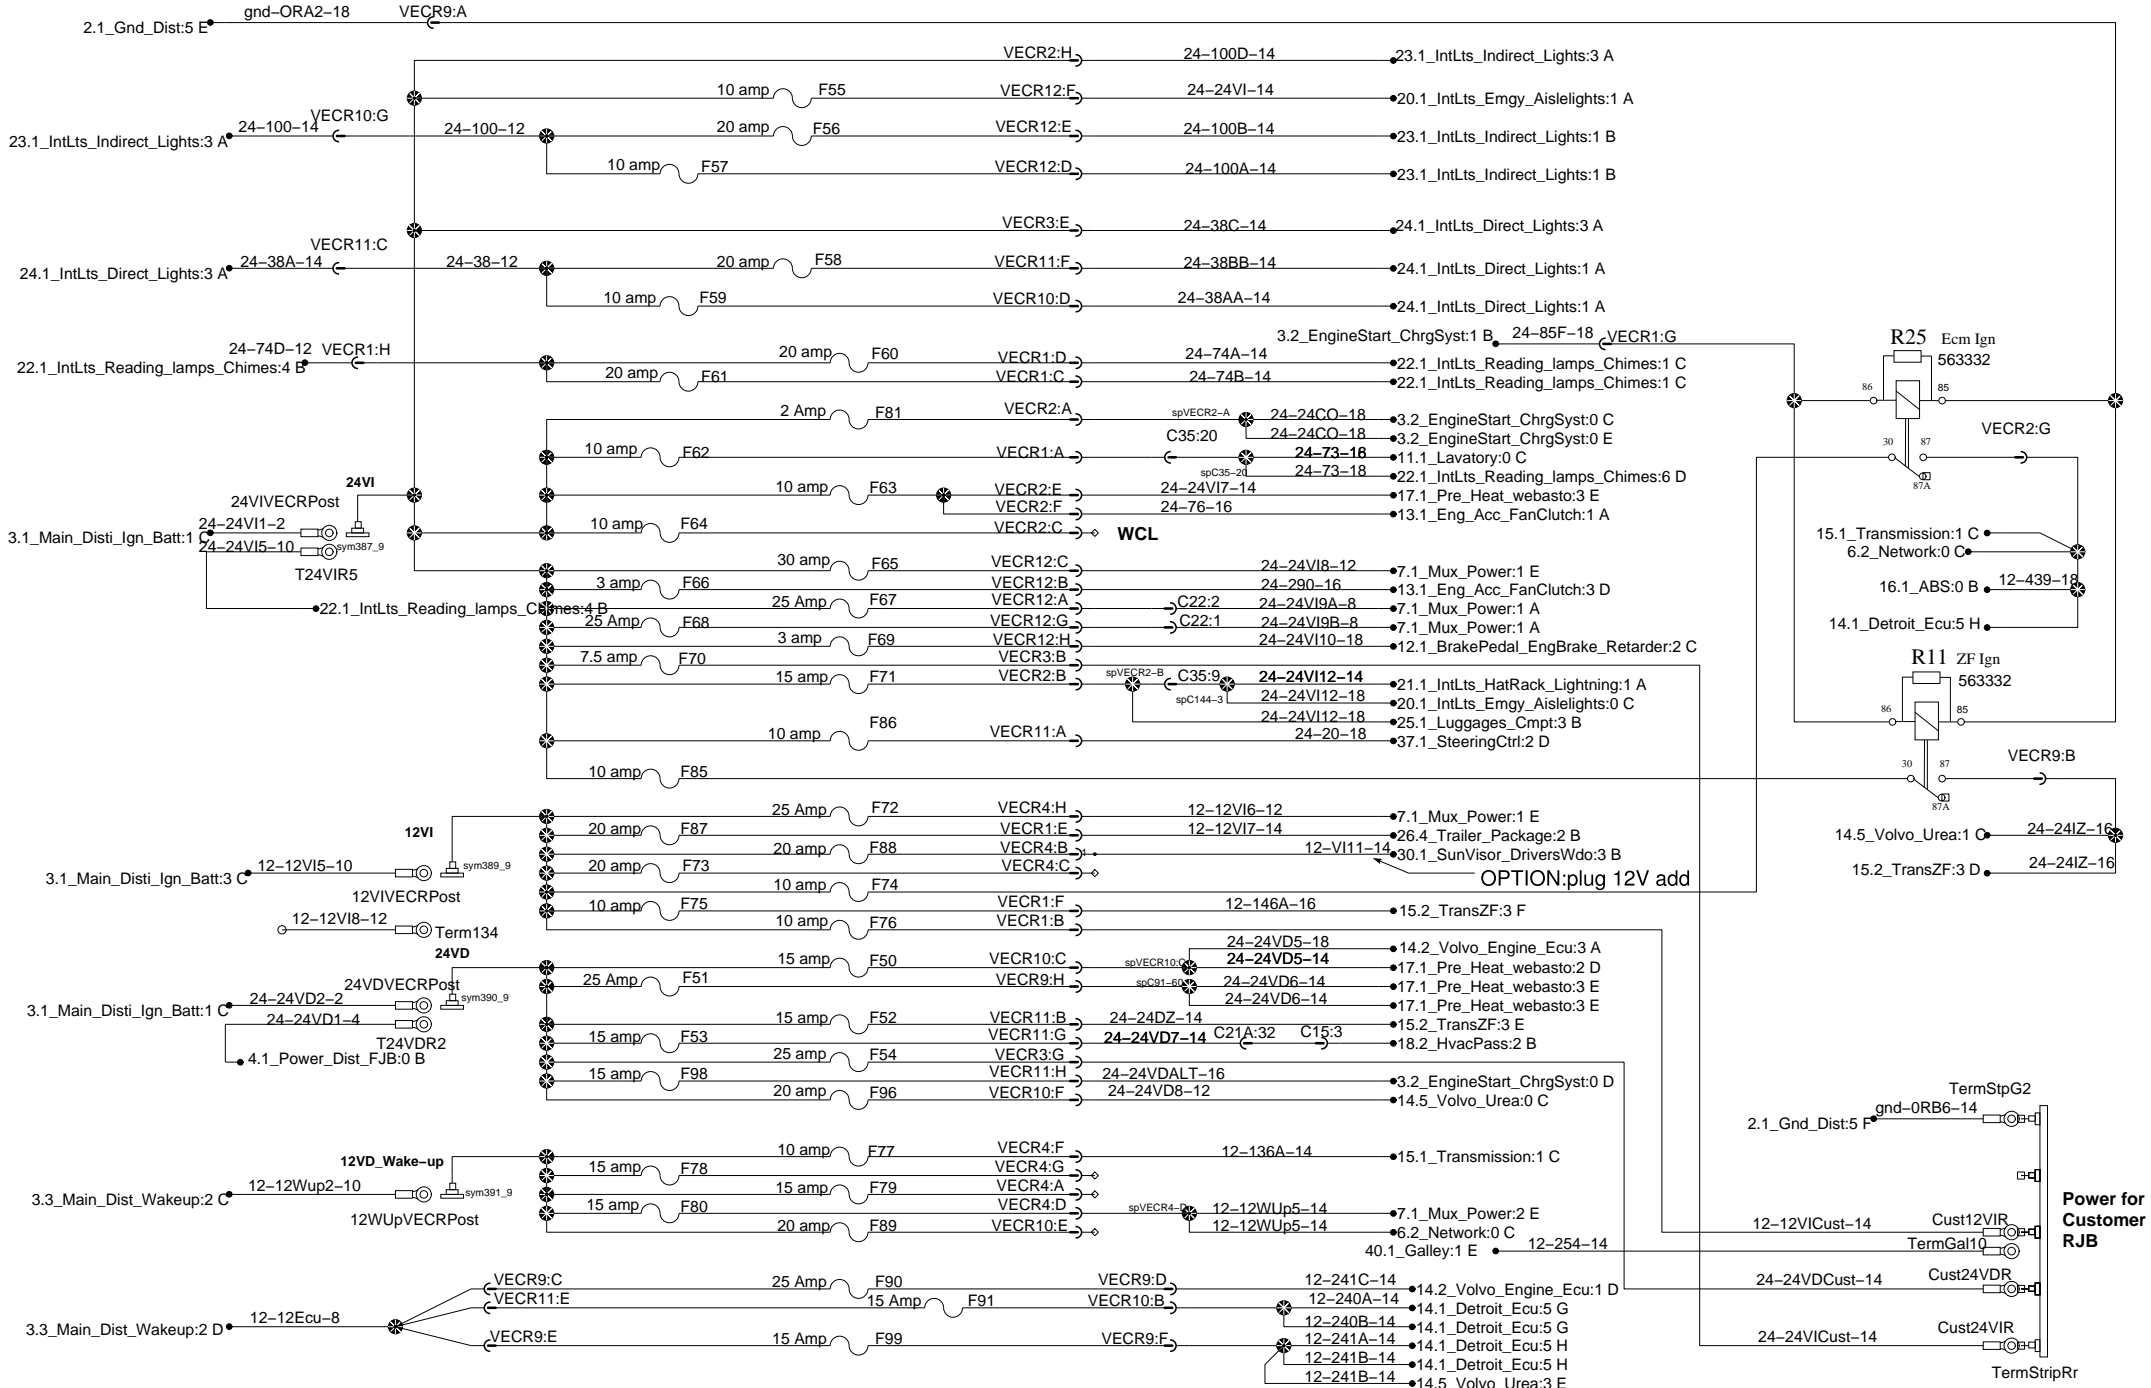 2.1_Gnd_Dist:5 E gnd-ORA2-18 VECR9:A
VECR2:H 24-100D-14 23.1_IntLts_Indirect_Lights:3 A
10 amp F55 VECR12:F 24-24VI-14 20.1_IntLts_Emgy_Aislelights:1 A
23.1_IntLts_Indirect_Lights:3 A 24-100-14 VECR10:G 24-100-12 20 amp F56 VECR12:E 24-100B-14 23.1_IntLts_Indirect_Lights:1 B
10 amp F57 VECR12:D 24-100A-14 23.1_IntLts_Indirect_Lights:1 B
VECR3:E 24-38C-14 24.1_IntLts_Direct_Lights:3 A
24.1_IntLts_Direct_Lights:3 A 24-38A-14 VECR11:C 24-38-12 20 amp F58 VECR11:F 24-38BB-14 24.1_IntLts_Direct_Lights:1 A
10 amp F59 VECR10:D 24-38AA-14 24.1_IntLts_Direct_Lights:1 A
3.2_EngineStart_ChrgSyst:1 B 24-85F-18 VECR1:G
22.1_IntLts_Reading_lamps_Chimes:4 B 24-74D-12 VECR1:H 20 amp F60 VECR1:D 24-74A-14 22.1_IntLts_Reading_lamps_Chimes:1 C
20 amp F61 VECR1:C 24-74B-14 22.1_IntLts_Reading_lamps_Chimes:1 C
2 Amp F81 VECR2:A spVECR2-A 24-24CO-18 3.2_EngineStart_ChrgSyst:0 C
24-24CO-18 3.2_EngineStart_ChrgSyst:0 E
10 amp F62 VECR1:A C35:20 24-73-16 11.1_Lavatory:0 C
spC35-20 24-73-18 22.1_IntLts_Reading_lamps_Chimes:6 D
10 amp F63 VECR2:E 24-24VI7-14 17.1_Pre_Heat_webasto:3 E
VECR2:F 24-76-16 13.1_Eng_Acc_FanClutch:1 A
10 amp F64 VECR2:C WCL
24VI
24VIVECRPost
3.1_Main_Disti_Ign_Batt:1 C 24-24VI1-2
24-24VI5-10 sym387_9
T24VIR5
22.1_IntLts_Reading_lamps_Chimes:4 B
30 amp F65 VECR12:C 24-24VI8-12 7.1_Mux_Power:1 E
3 amp F66 VECR12:B 24-290-16 13.1_Eng_Acc_FanClutch:3 D
25 Amp F67 VECR12:A C22:2 24-24VI9A-8 7.1_Mux_Power:1 A
25 Amp F68 VECR12:G C22:1 24-24VI9B-8 7.1_Mux_Power:1 A
3 amp F69 VECR12:H 24-24VI10-18 12.1_BrakePedal_EngBrake_Retarder:2 C
7.5 amp F70 VECR3:B
15 amp F71 VECR2:B spVECR2-B C35:9 24-24VI12-14 21.1_IntLts_HatRack_Lightning:1 A
spC144-3 24-24VI12-18 20.1_IntLts_Emgy_Aislelights:0 C
24-24VI12-18 25.1_Luggages_Cmpt:3 B
10 amp F86 VECR11:A 24-20-18 37.1_SteeringCtrl:2 D
10 amp F85
R25 Ecm Ign
563332
86 85
VECR2:G
30 87
87A
15.1_Transmission:1 C
6.2_Network:0 C
16.1_ABS:0 B 12-439-18
14.1_Detroit_Ecu:5 H
R11 ZF Ign
563332
86 85
VECR9:B
30 87
87A
14.5_Volvo_Urea:1 C 24-24IZ-16
15.2_TransZF:3 D 24-24IZ-16
25 Amp F72 VECR4:H 12-12VI6-12 7.1_Mux_Power:1 E
12VI 20 amp F87 VECR1:E 12-12VI7-14 26.4_Trailer_Package:2 B
20 amp F88 VECR4:B 1 12-VI11-14 30.1_SunVisor_DriversWdo:3 B
3.1_Main_Disti_Ign_Batt:3 C 12-12VI5-10 sym389_9 20 amp F73 VECR4:C
OPTION:plug 12V add
12VIVECRPost 10 amp F74
10 amp F75 VECR1:F 12-146A-16 15.2_TransZF:3 F
12-12VI8-12 Term134 10 amp F76 VECR1:B
24VD 24-24VD5-18 14.2_Volvo_Engine_Ecu:3 A
15 amp F50 VECR10:C spVECR10:C 24-24VD5-14 17.1_Pre_Heat_webasto:2 D
24VDVECRPost 25 Amp F51 VECR9:H spC91-60 24-24VD6-14 17.1_Pre_Heat_webasto:3 E
3.1_Main_Disti_Ign_Batt:1 C 24-24VD2-2 sym390_9 24-24VD6-14 17.1_Pre_Heat_webasto:3 E
24-24VD1-4 15 amp F52 VECR11:B 24-24DZ-14 15.2_TransZF:3 E
T24VDR2 15 amp F53 VECR11:G 24-24VD7-14 C21A:32 C15:3 18.2_HvacPass:2 B
4.1_Power_Dist_FJB:0 B 25 amp F54 VECR3:G
15 amp F98 VECR11:H 24-24VDALT-16 3.2_EngineStart_ChrgSyst:0 D
20 amp F96 VECR10:F 24-24VD8-12 14.5_Volvo_Urea:0 C
12VD_Wake-up 10 amp F77 VECR4:F 12-136A-14 15.1_Transmission:1 C
15 amp F78 VECR4:G
3.3_Main_Dist_Wakeup:2 C 12-12Wup2-10 sym391_9 15 amp F79 VECR4:A
12WUpVECRPost 15 amp F80 VECR4:D spVECR4-D 12-12WUp5-14 7.1_Mux_Power:2 E
20 amp F89 VECR10:E 12-12WUp5-14 6.2_Network:0 C
40.1_Galley:1 E 12-254-14 TermGal10
TermStpG2
2.1_Gnd_Dist:5 F gnd-0RB6-14
12-12VICust-14 Cust12VIR
24-24VDCust-14 Cust24VDR
24-24VICust-14 Cust24VIR
TermStripRr
Power for
Customer
RJB
VECR9:C 25 Amp F90 VECR9:D 12-241C-14 14.2_Volvo_Engine_Ecu:1 D
VECR11:E 15 Amp F91 VECR10:B 12-240A-14 14.1_Detroit_Ecu:5 G
3.3_Main_Dist_Wakeup:2 D 12-12Ecu-8 12-240B-14 14.1_Detroit_Ecu:5 G
VECR9:E 15 Amp F99 VECR9:F 12-241A-14 14.1_Detroit_Ecu:5 H
12-241B-14 14.1_Detroit_Ecu:5 H
12-241B-14 14.5_Volvo_Urea:3 E